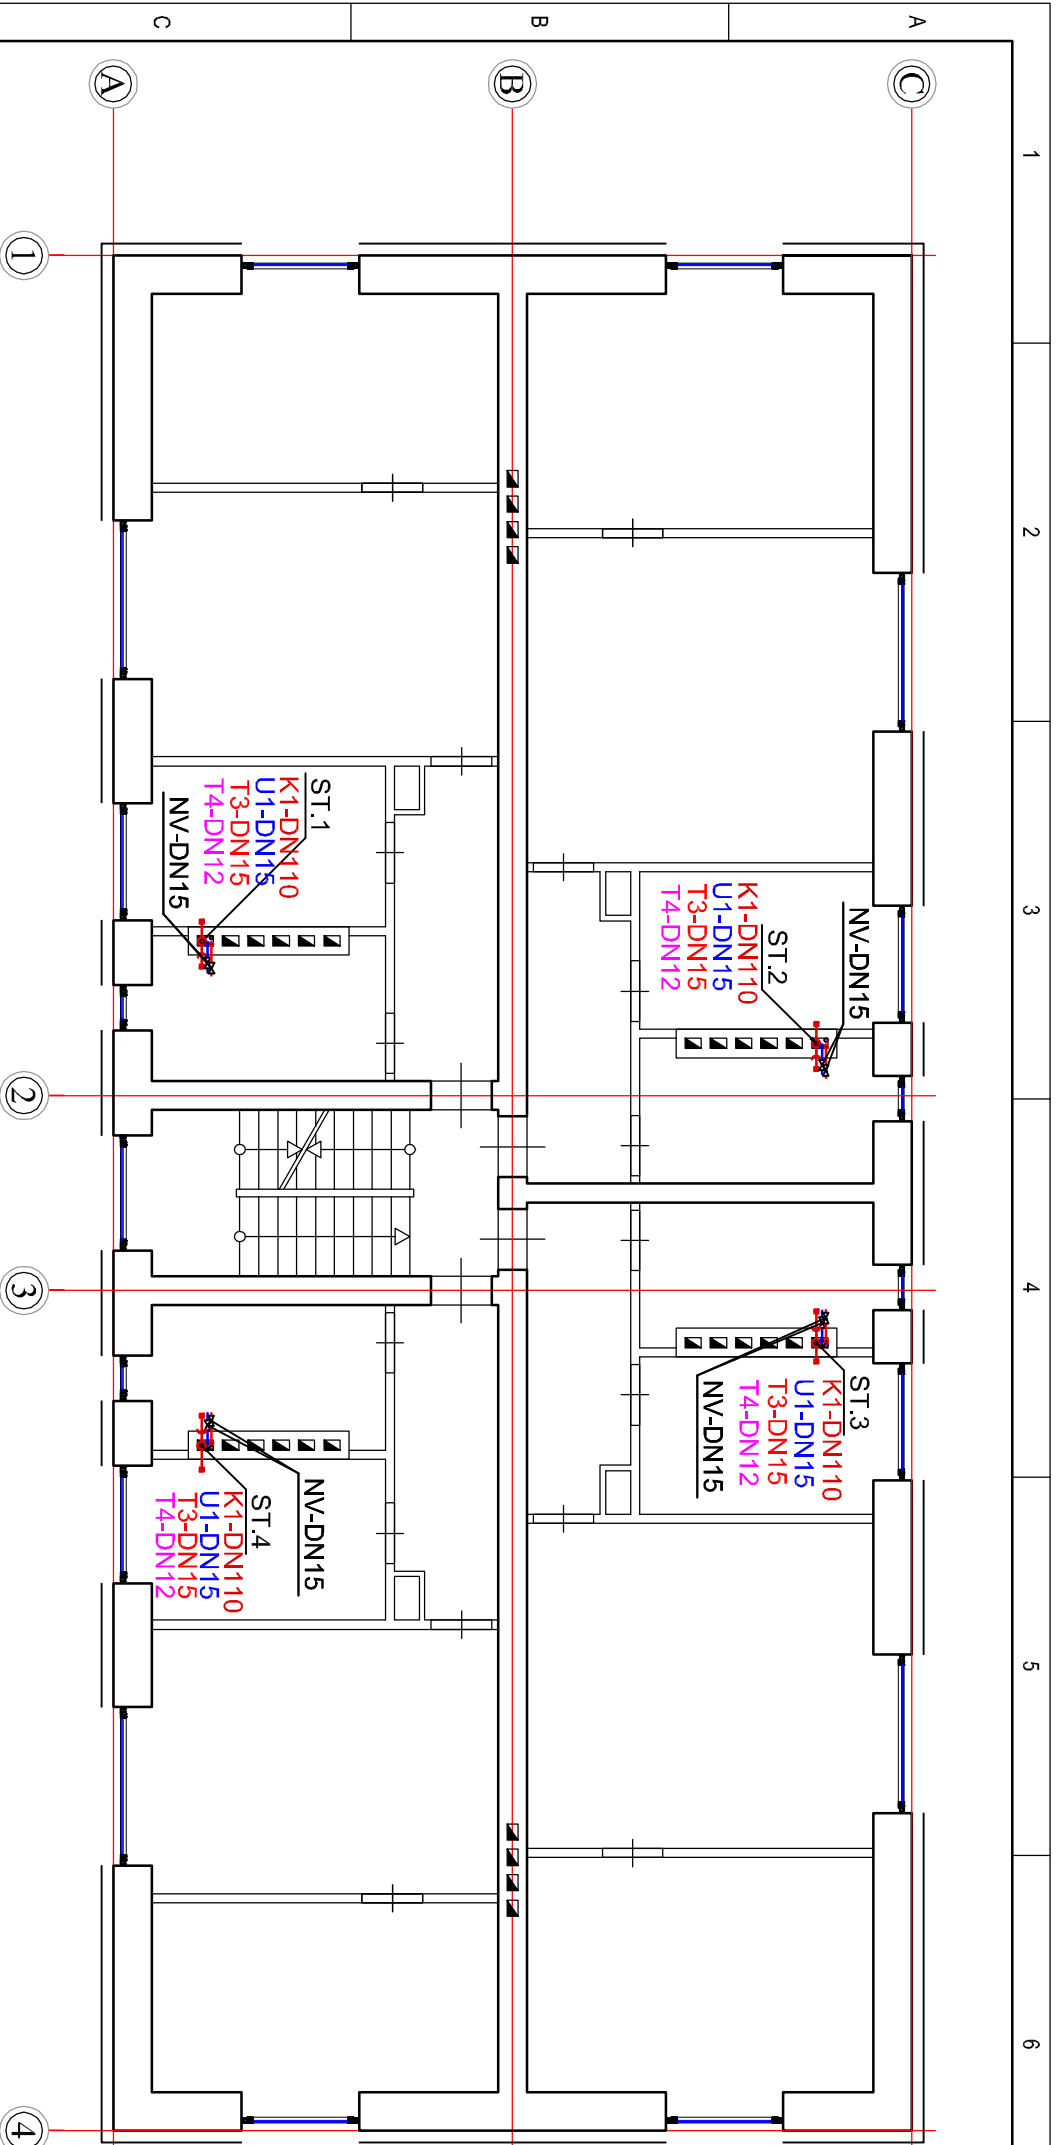 1
2
3
4
5
6
A
B
C
A
B
C
1
2
3
4
ST.1
K1-DN110
U1-DN15
T3-DN15
T4-DN12
NV-DN15
NV-DN15
ST.2
K1-DN110
U1-DN15
T3-DN15
T4-DN12
ST.3
K1-DN110
U1-DN15
T3-DN15
T4-DN12
NV-DN15
NV-DN15
ST.4
K1-DN110
U1-DN15
T3-DN15
T4-DN12